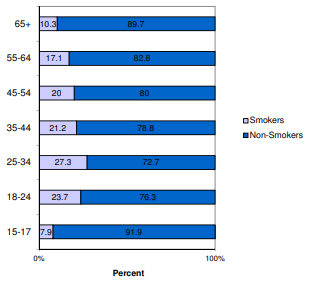 65+ 10.3 89.7
55-64 17.1 82.8
45-54 20 80
35-44 21.2 78.8
25-34 27.3 72.7
18-24 23.7 76.3
15-17 7.9 91.9
0% 100%
Percent
Smokers
Non-Smokers